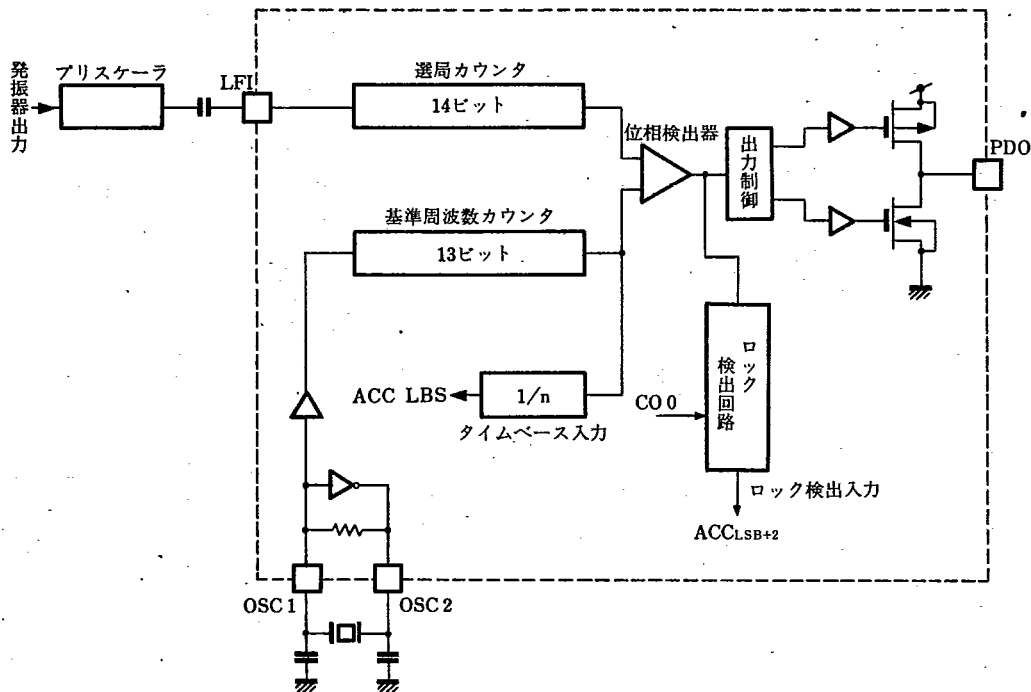 発振器出力
プリスケーラ
LFI
選局カウンタ
14ビット
位相検出器
出力制御
PDO
基準周波数カウンタ
13ビット
ACC LBS
1/n
タイムベース入力
CO 0
ロック検出回路
ロック検出入力
ACCLSB+2
OSC 1
OSC 2